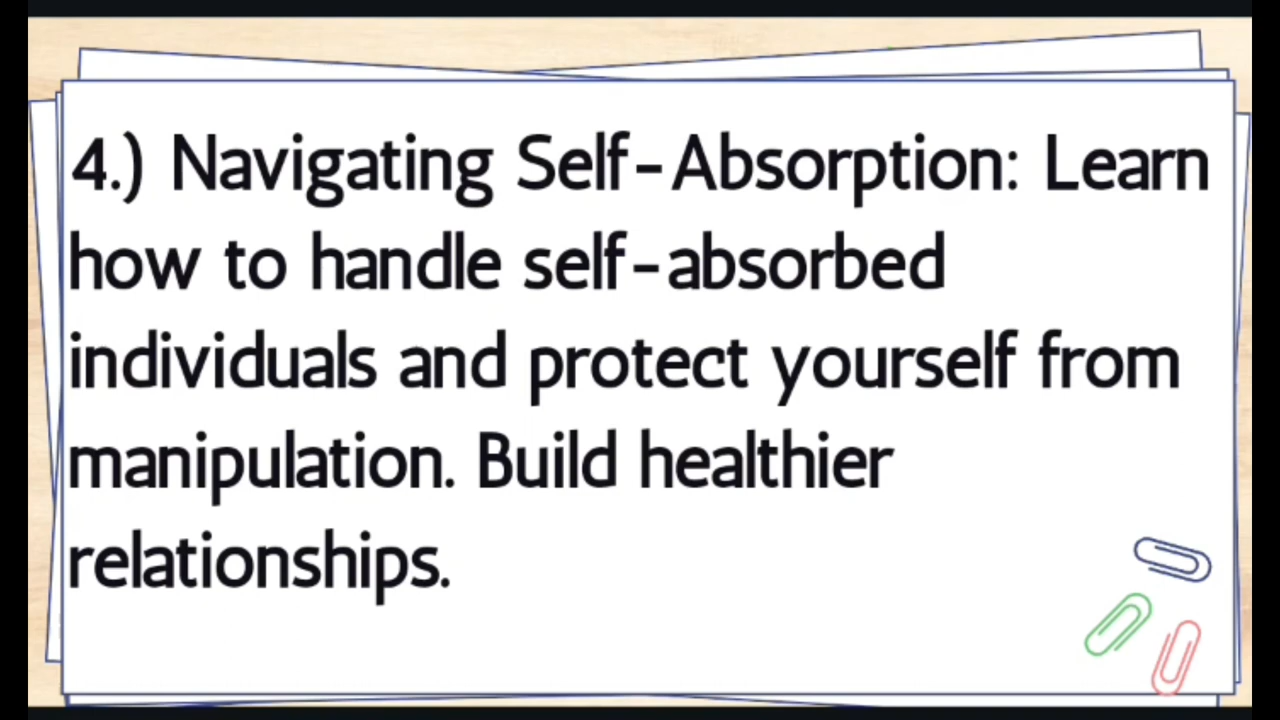 4.) Navigating Self-Absorption: Learn
how to handle self-absorbed
individuals and protect yourself from
manipulation. Build healthier
relationships.